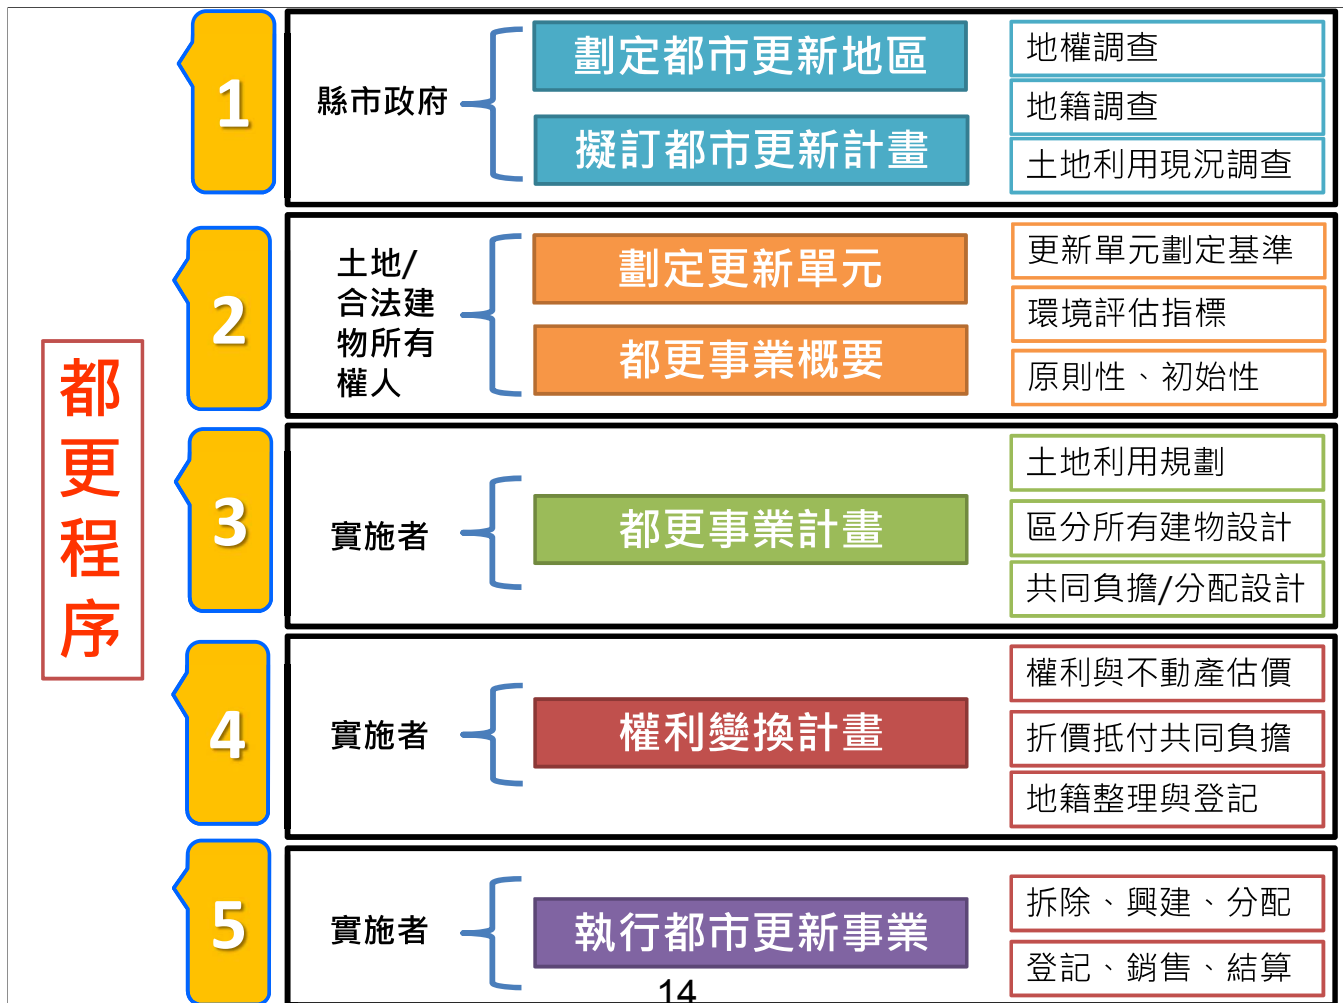 都
更
程
序
1
縣市政府
劃定都市更新地區
擬訂都市更新計畫
地權調查
地籍調查
土地利用現況調查
2
土地/
合法建
物所有
權人
劃定更新單元
都更事業概要
更新單元劃定基準
環境評估指標
原則性、初始性
3
實施者
都更事業計畫
土地利用規劃
區分所有建物設計
共同負擔/分配設計
4
實施者
權利變換計畫
權利與不動產估價
折價抵付共同負擔
地籍整理與登記
5
實施者
執行都市更新事業
拆除、興建、分配
登記、銷售、結算
14